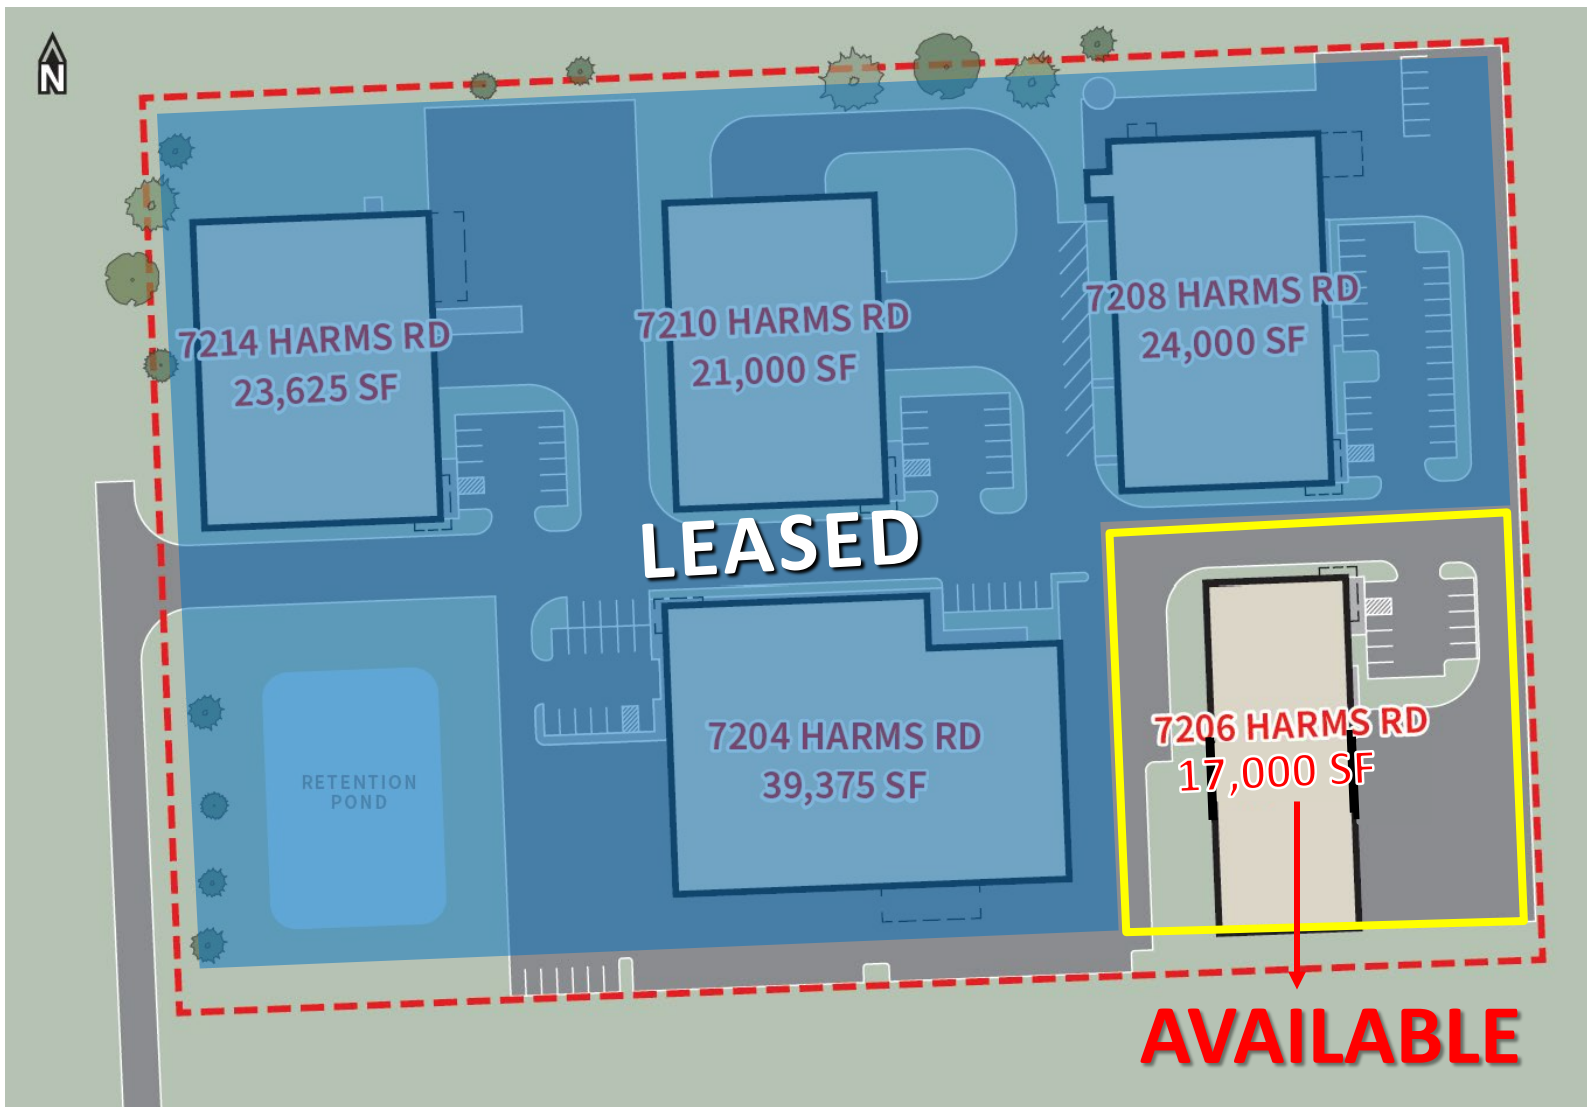 N
7214 HARMS RD
23,625 SF
7210 HARMS RD
21,000 SF
7208 HARMS RD
24,000 SF
LEASED
7204 HARMS RD
39,375 SF
7206 HARMS RD
17,000 SF
RETENTION
POND
AVAILABLE